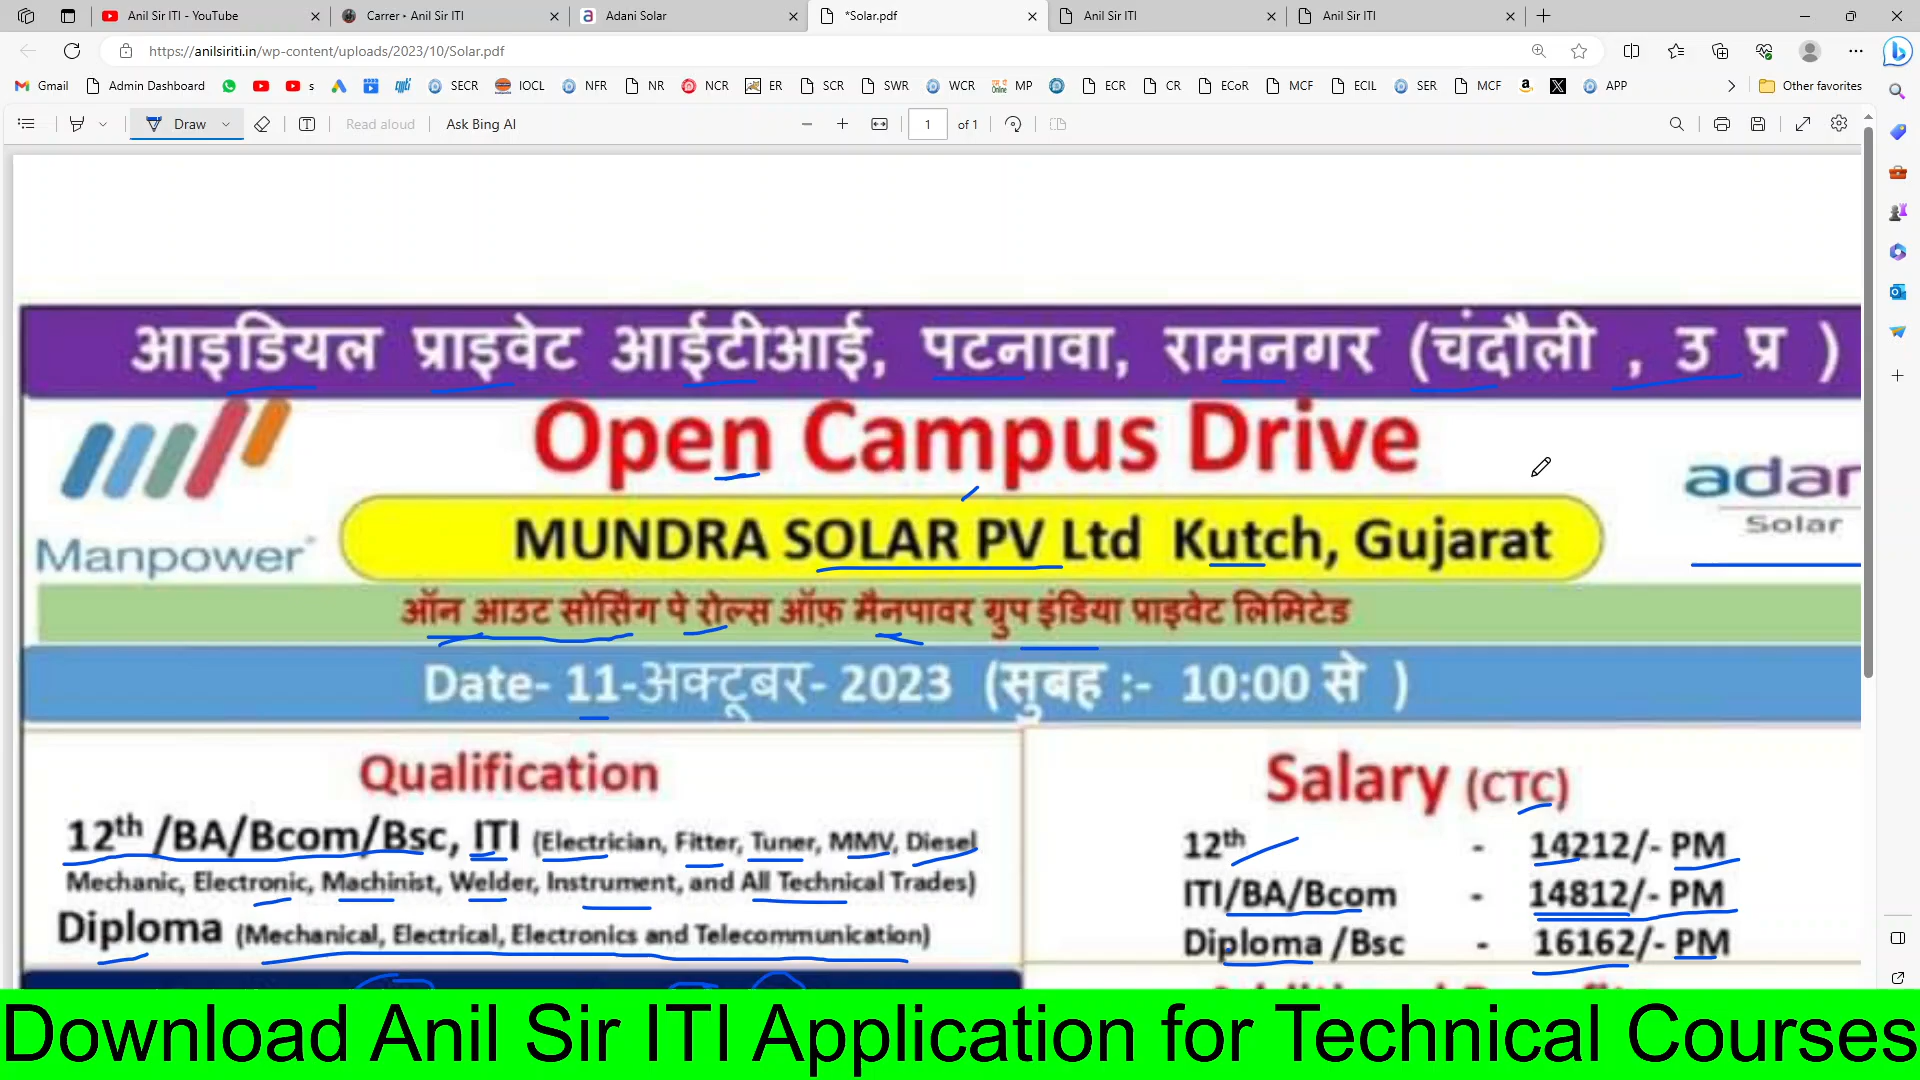 Anil Sir ITI - YouTube
Carrer • Anil Sir ITI
Adani Solar
*Solar.pdf
Anil Sir ITI
Anil Sir ITI
https://anilsiriti.in/wp-content/uploads/2023/10/Solar.pdf
Gmail Admin Dashboard s SECR IOCL NFR NR NCR ER SCR SWR WCR MP ECR CR ECoR MCF ECIL SER MCF APP Other favorites
Draw Read aloud Ask Bing AI 1 of 1
आइडियल प्राइवेट आईटीआई, पटनावा, रामनगर (चंदौली , उ प्र )
Open Campus Drive
Manpower
adan
Solar
MUNDRA SOLAR PV Ltd Kutch, Gujarat
ऑन आउट सोर्सिंग पे रोल्स ऑफ़ मैनपावर ग्रुप इंडिया प्राइवेट लिमिटेड
Date- 11-अक्टूबर- 2023 (सुबह :- 10:00 से )
Qualification
12th /BA/Bcom/Bsc, ITI (Electrician, Fitter, Tuner, MMV, Diesel
Mechanic, Electronic, Machinist, Welder, Instrument, and All Technical Trades)
Diploma (Mechanical, Electrical, Electronics and Telecommunication)
Salary (CTC)
12th - 14212/- PM
ITI/BA/Bcom - 14812/- PM
Diploma /Bsc - 16162/- PM
Download Anil Sir ITI Application for Technical Courses